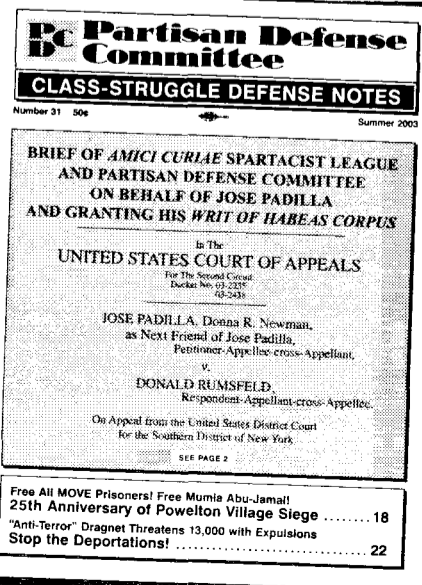 PDC
Partisan Defense
Committee
CLASS-STRUGGLE DEFENSE NOTES
Number 31 50¢
Summer 2003
BRIEF OF AMICI CURIAE SPARTACIST LEAGUE
AND PARTISAN DEFENSE COMMITTEE
ON BEHALF OF JOSE PADILLA
AND GRANTING HIS WRIT OF HABEAS CORPUS
In The
UNITED STATES COURT OF APPEALS
For The Second Circuit
Docket No. 03-2235
03-2438
JOSE PADILLA, Donna R. Newman,
as Next Friend of Jose Padilla,
Petitioner-Appellee-cross-Appellant,
v.
DONALD RUMSFELD,
Respondent-Appellant-cross-Appellee.
On Appeal from the United States District Court
for the Southern District of New York
SEE PAGE 2
Free All MOVE Prisoners! Free Mumia Abu-Jamal!
25th Anniversary of Powelton Village Siege ........ 18
"Anti-Terror" Dragnet Threatens 13,000 with Expulsions
Stop the Deportations! ................................ 22